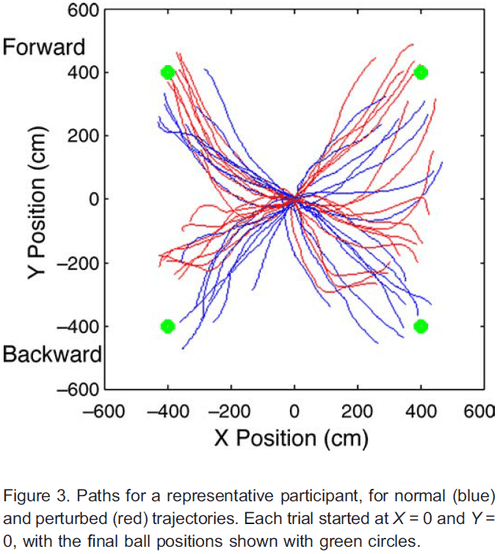 600
Forward
400
200
0
−200
−400
Backward
−600
Y Position (cm)
−600 −400 −200 0 200 400 600
X Position (cm)
Figure 3. Paths for a representative participant, for normal (blue)
and perturbed (red) trajectories. Each trial started at X = 0 and Y =
0, with the final ball positions shown with green circles.